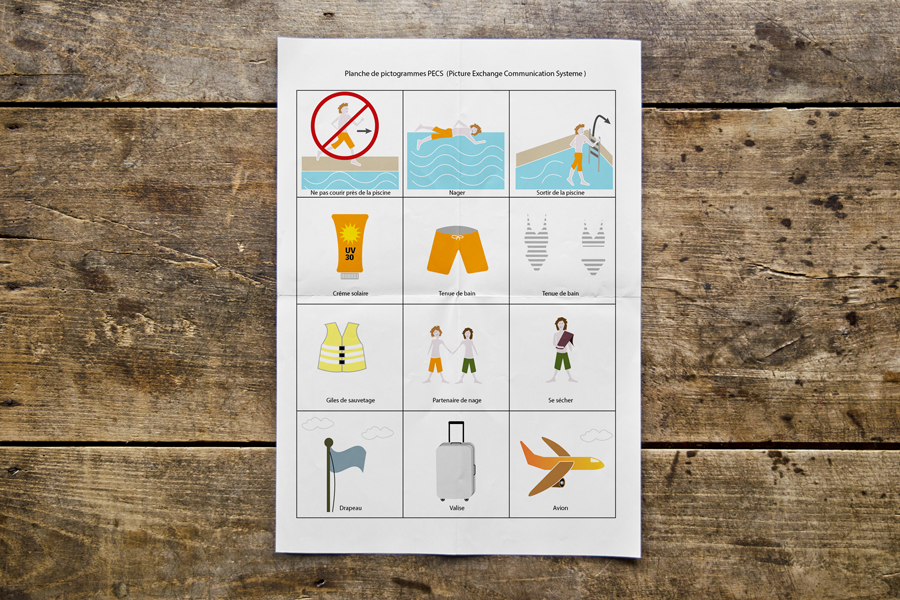 Planche de pictogrammes PECS (Picture Exchange Communication Systeme )
Ne pas courir près de la piscine
Nager
Sortir de la piscine
UV
30
Crème solaire
Tenue de bain
Tenue de bain
Giles de sauvetage
Partenaire de nage
Se sécher
Drapeau
Valise
Avion